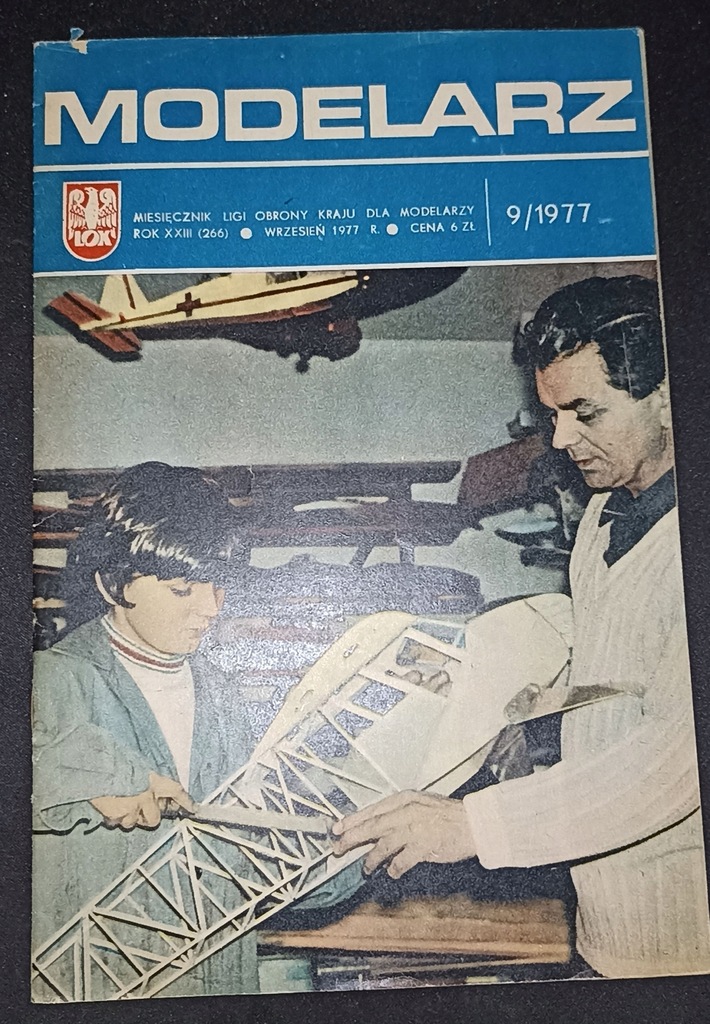 MODELARZ
LOK
MIESIĘCZNIK LIGI OBRONY KRAJU DLA MODELARZY
ROK XXIII (266) ● WRZESIEŃ 1977 R. ● CENA 6 ZŁ
9/1977